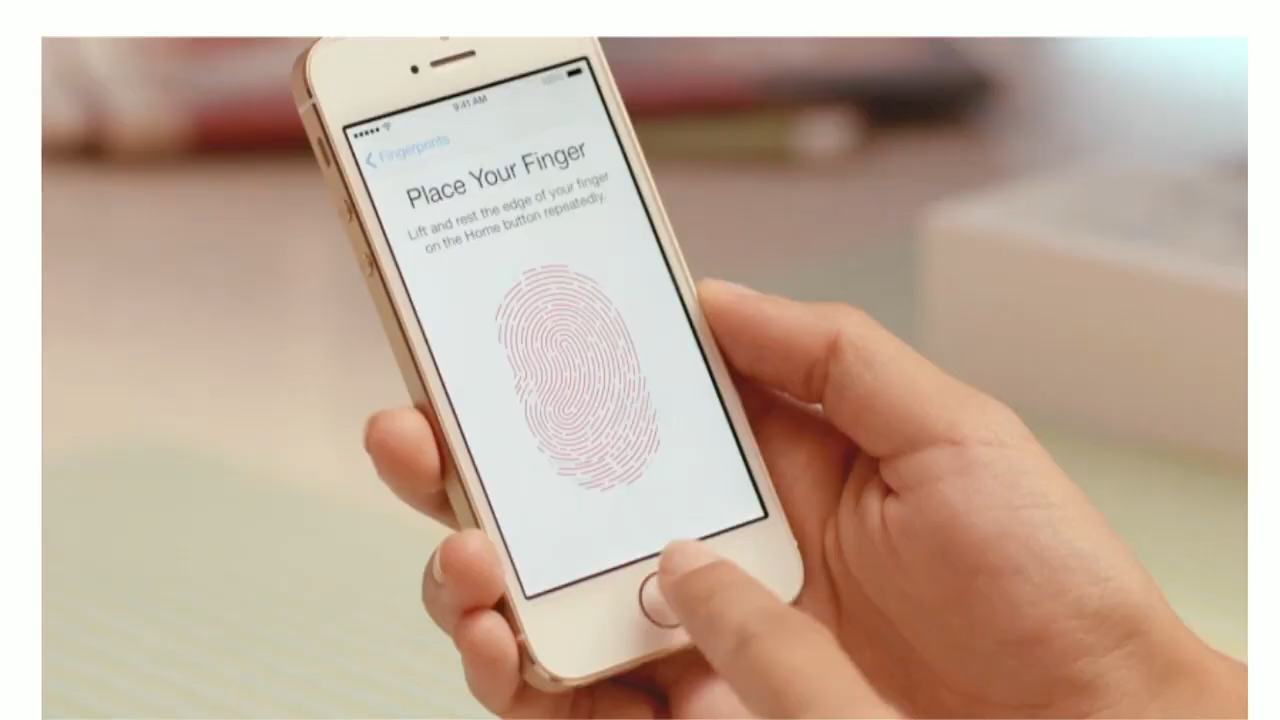 9:41 AM
Fingerprints
Place Your Finger
Lift and rest the edge of your finger
on the Home button repeatedly.